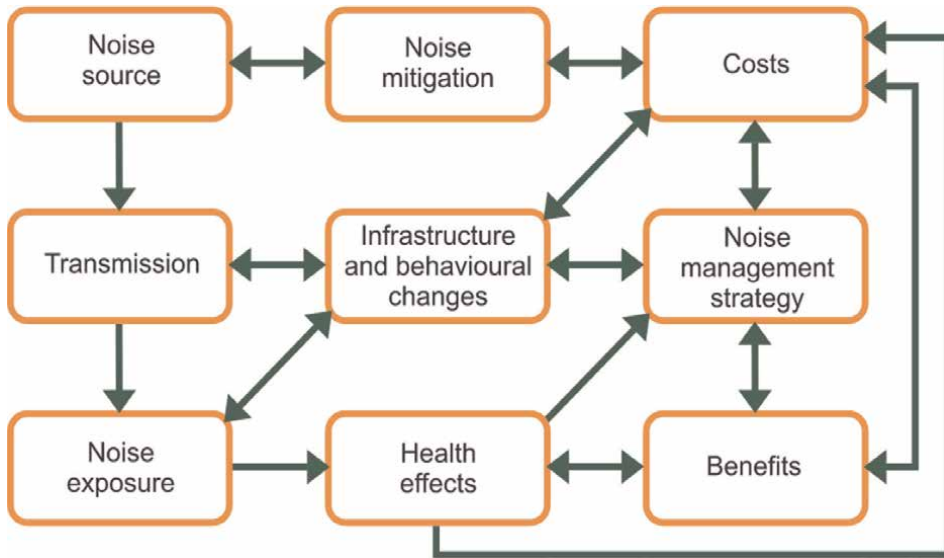 Noise
source
Noise
mitigation
Costs
Transmission
Infrastructure
and behavioural
changes
Noise
management
strategy
Noise
exposure
Health
effects
Benefits